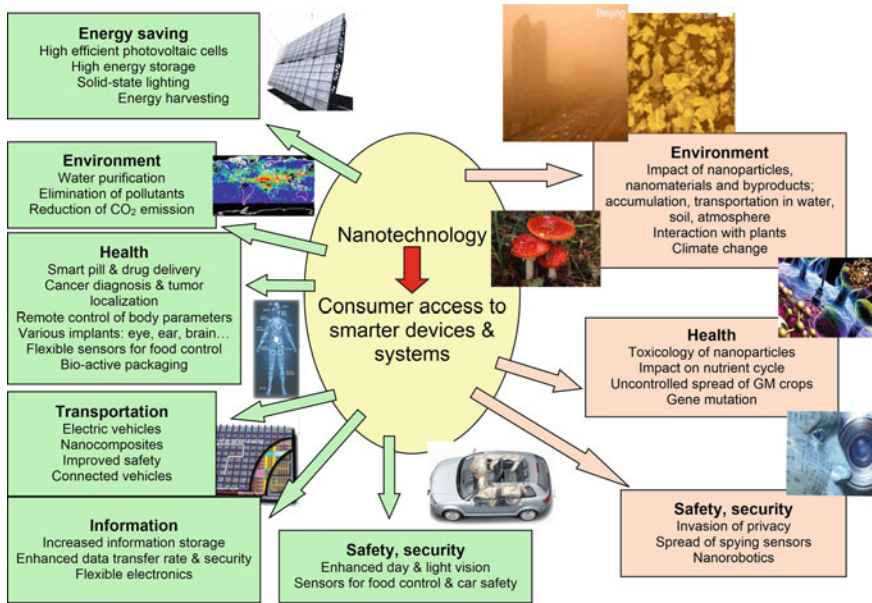 Energy saving
High efficient photovoltaic cells
High energy storage
Solid-state lighting
Energy harvesting
Environment
Water purification
Elimination of pollutants
Reduction of CO₂ emission
Health
Smart pill & drug delivery
Cancer diagnosis & tumor
localization
Remote control of body parameters
Various implants: eye, ear, brain…
Flexible sensors for food control
Bio-active packaging
Transportation
Electric vehicles
Nanocomposites
Improved safety
Connected vehicles
Information
Increased information storage
Enhanced data transfer rate & security
Flexible electronics
Nanotechnology
Consumer access to
smarter devices &
systems
Safety, security
Enhanced day & light vision
Sensors for food control & car safety
Beijing
Environment
Impact of nanoparticles,
nanomaterials and byproducts;
accumulation, transportation in water,
soil, atmosphere
Interaction with plants
Climate change
Health
Toxicology of nanoparticles
Impact on nutrient cycle
Uncontrolled spread of GM crops
Gene mutation
Safety, security
Invasion of privacy
Spread of spying sensors
Nanorobotics